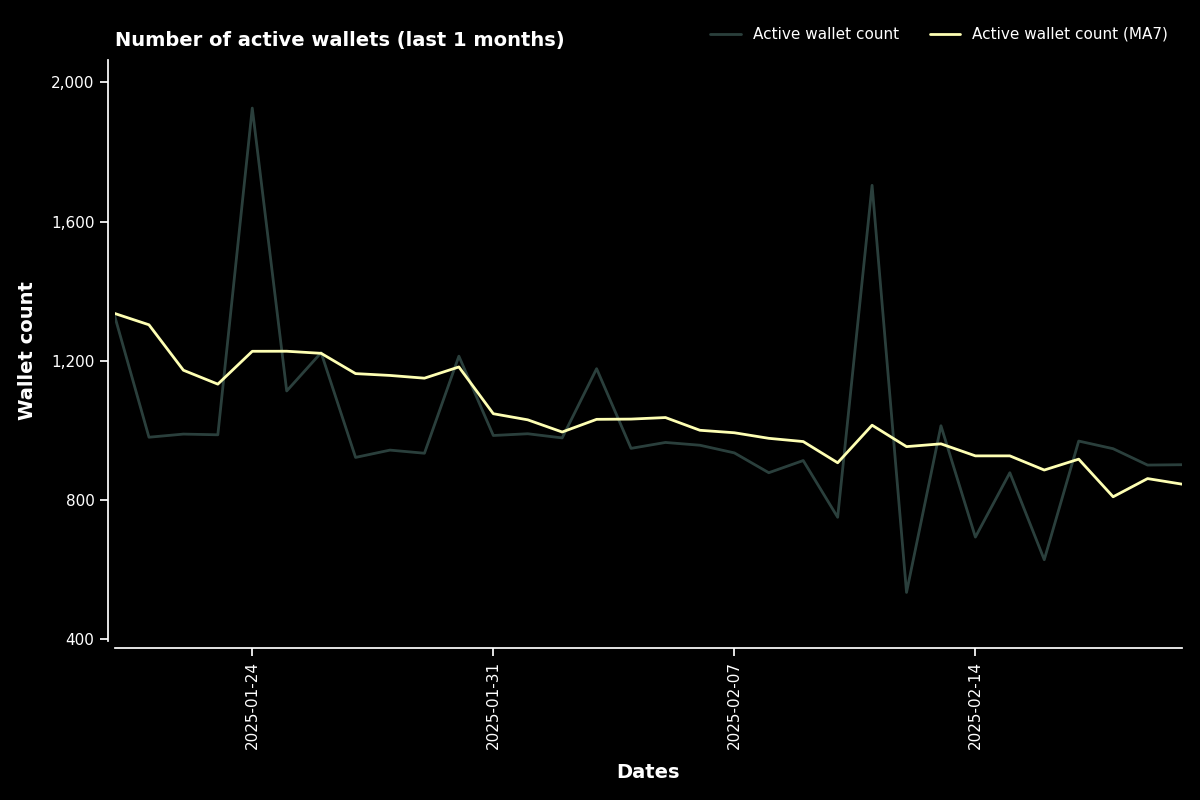 Number of active wallets (last 1 months)
Active wallet count
Active wallet count (MA7)
2,000
1,600
1,200
800
400
Wallet count
2025-01-24
2025-01-31
2025-02-07
2025-02-14
Dates